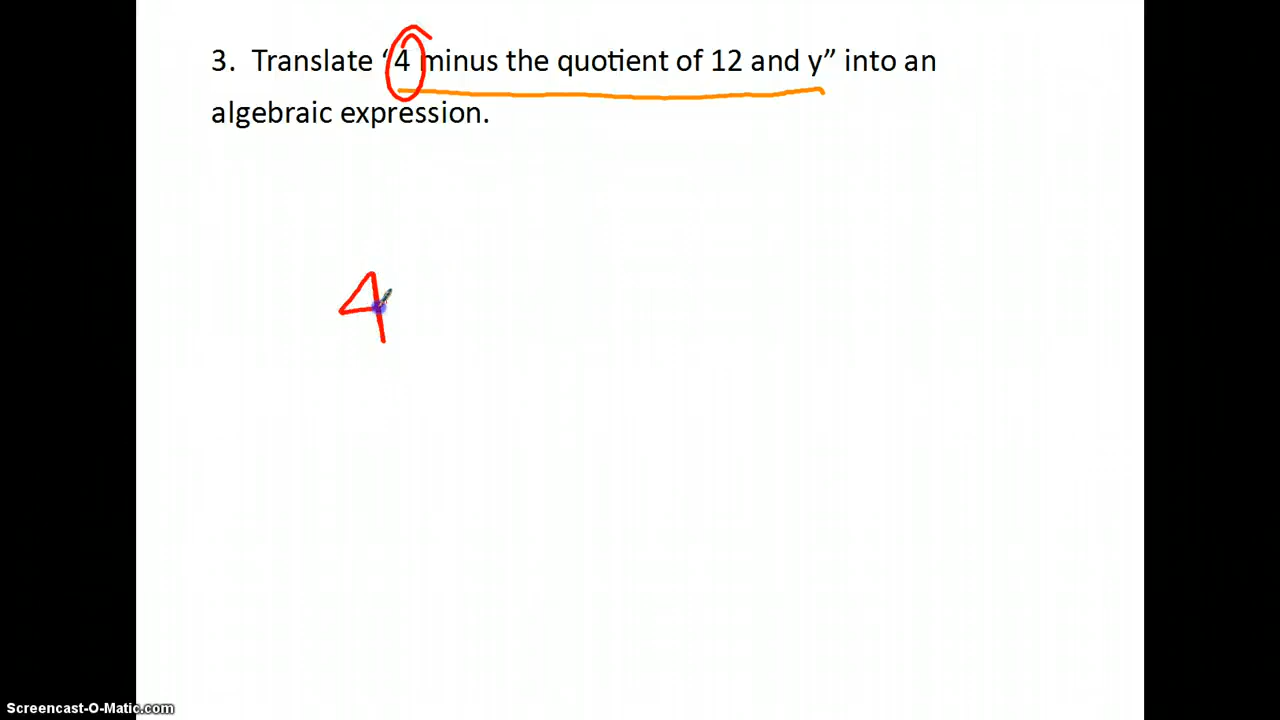 3. Translate “4 minus the quotient of 12 and y” into an
algebraic expression.
4
Screencast-O-Matic.com